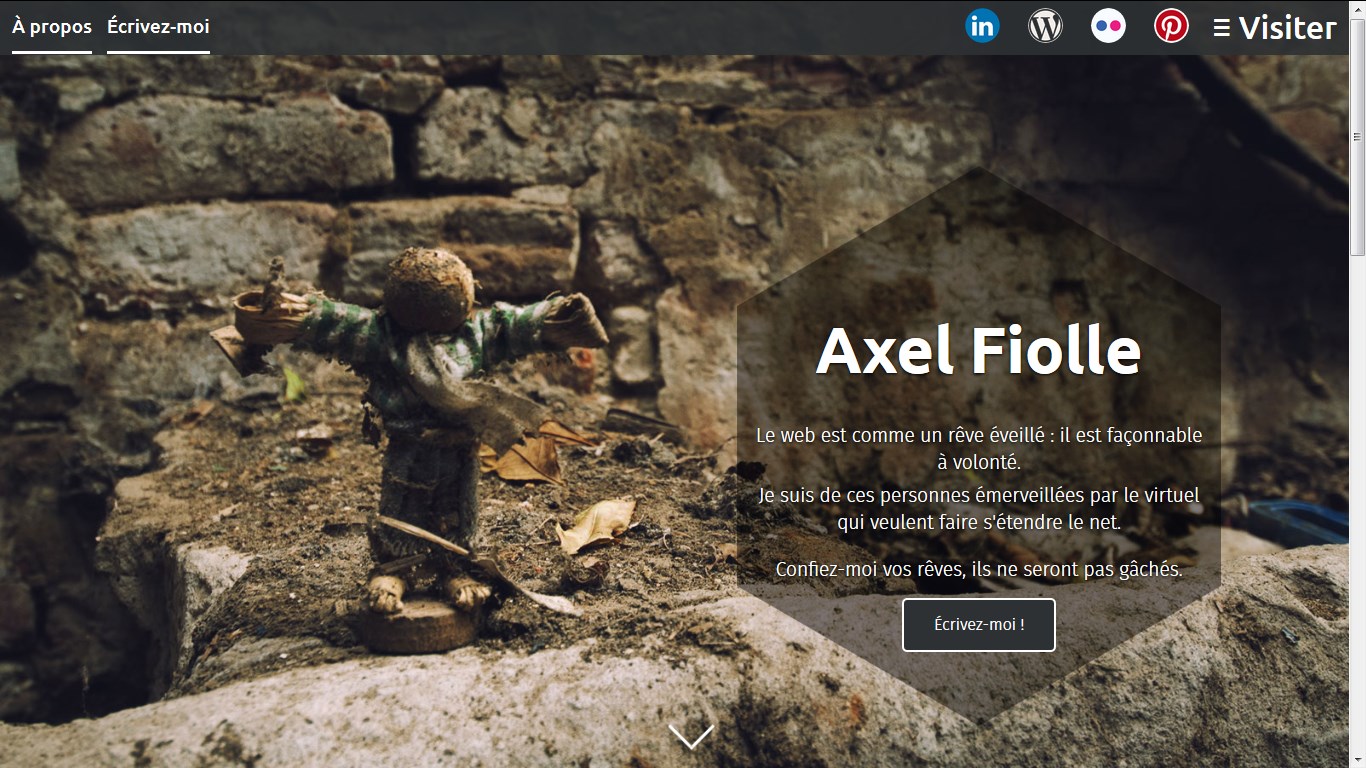 À propos Écrivez-moi in Visiter
Axel Fiolle
Le web est comme un rêve éveillé : il est façonnable
à volonté.
Je suis de ces personnes émerveillées par le virtuel
qui veulent faire s'étendre le net.
Confiez-moi vos rêves, ils ne seront pas gâchés.
Écrivez-moi !